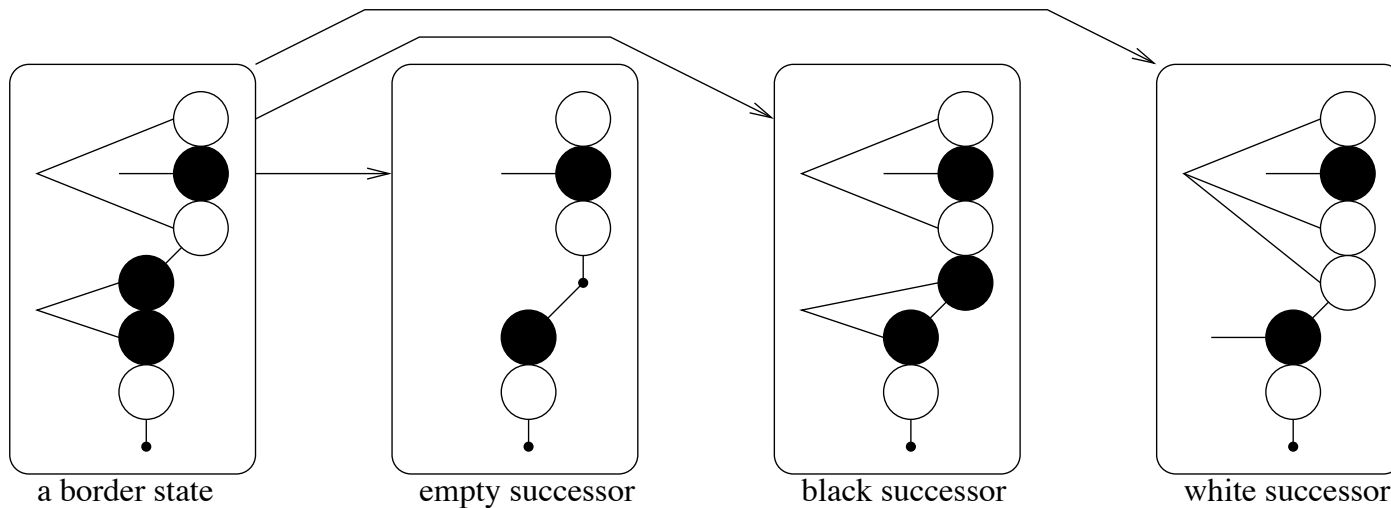 a border state
empty successor
black successor
white successor